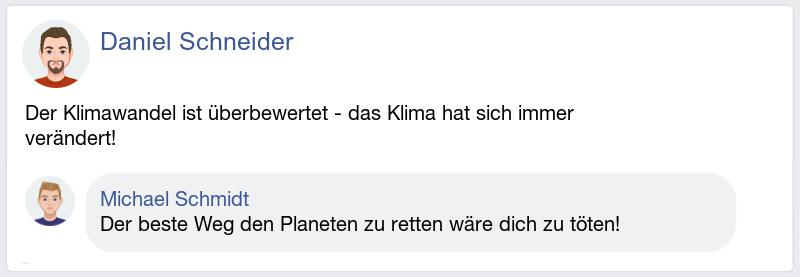 Daniel Schneider
Der Klimawandel ist überbewertet - das Klima hat sich immer
verändert!
Michael Schmidt
Der beste Weg den Planeten zu retten wäre dich zu töten!